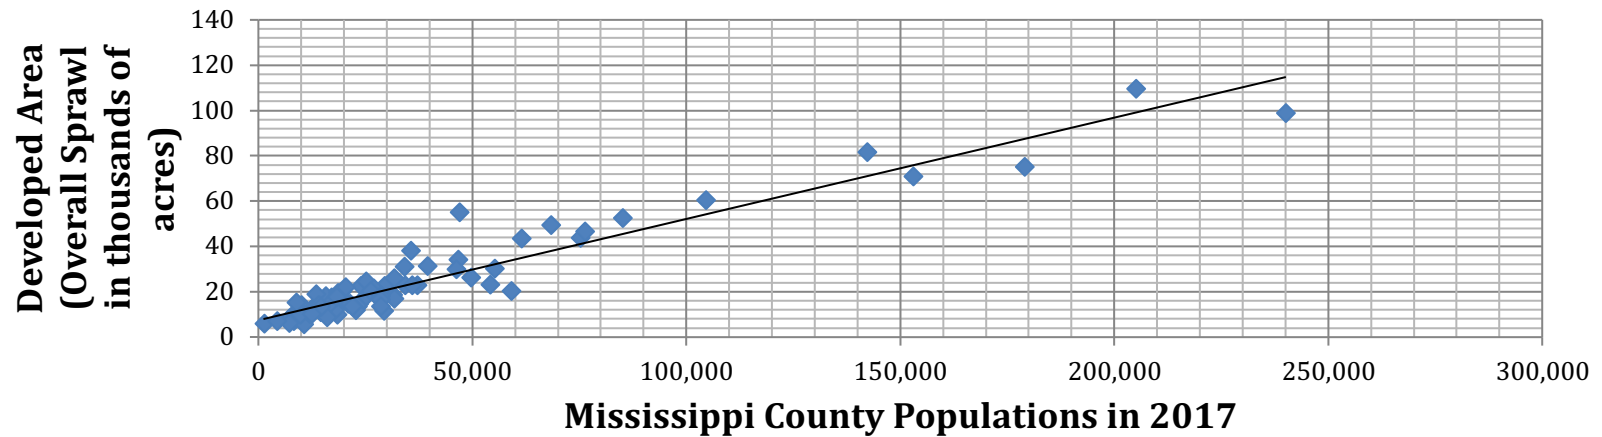 Developed Area
(Overall Sprawl
in thousands of
acres)
140
120
100
80
60
40
20
0
0 50,000 100,000 150,000 200,000 250,000 300,000
Mississippi County Populations in 2017